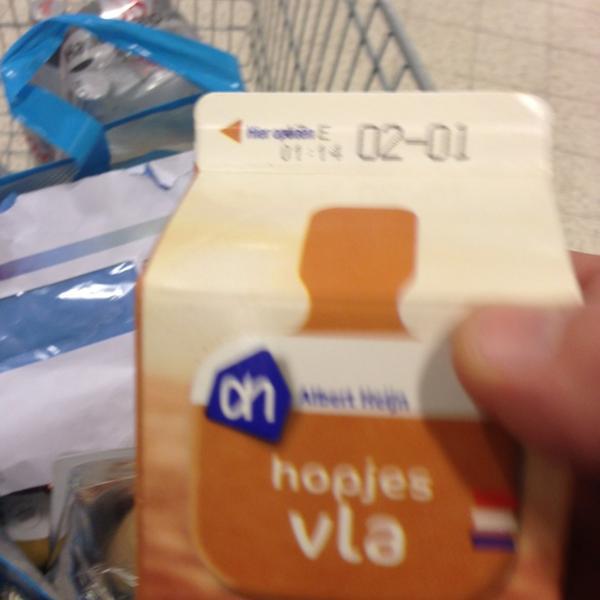 Hier openen E
01:14 02-01
ah Albert Heijn
hopjes
vla